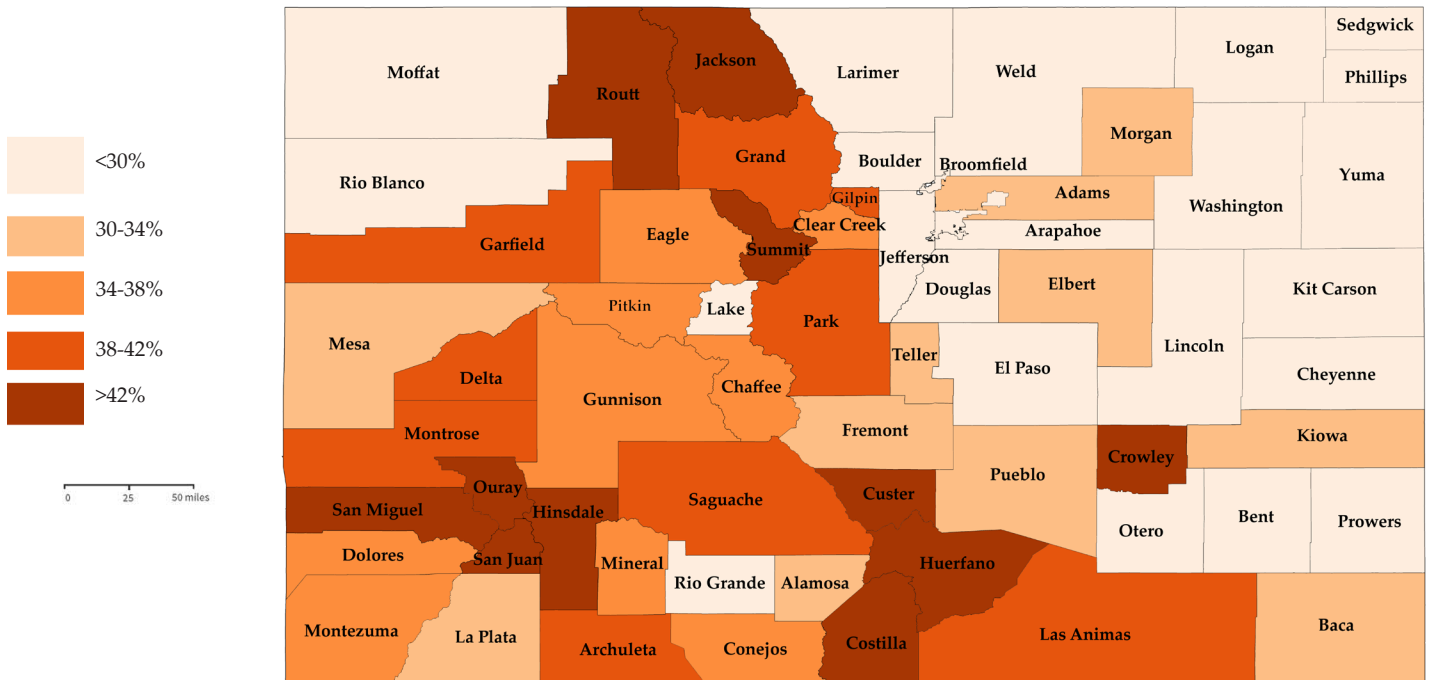 Sedgwick
Logan
Jackson
Moffat
Larimer
Weld
Phillips
Routt
Morgan
Grand
Boulder
Broomfield
<30%
Rio Blanco
Yuma
Gilpin
Adams
Washington
30-34%
Clear Creek
Eagle
Arapahoe
Garfield
Summit
Jefferson
34-38%
Elbert
Douglas
Kit Carson
Pitkin
Lake
Park
38-42%
Mesa
Lincoln
Teller
El Paso
Cheyenne
Delta
Chaffee
>42%
Gunnison
Montrose
Fremont
Kiowa
Crowley
Pueblo
Ouray
Custer
0 25 50 miles
San Miguel
Hinsdale
Saguache
Bent
Prowers
Otero
Dolores
San Juan
Mineral
Huerfano
Rio Grande
Alamosa
Montezuma
La Plata
Baca
Las Animas
Costilla
Archuleta
Conejos